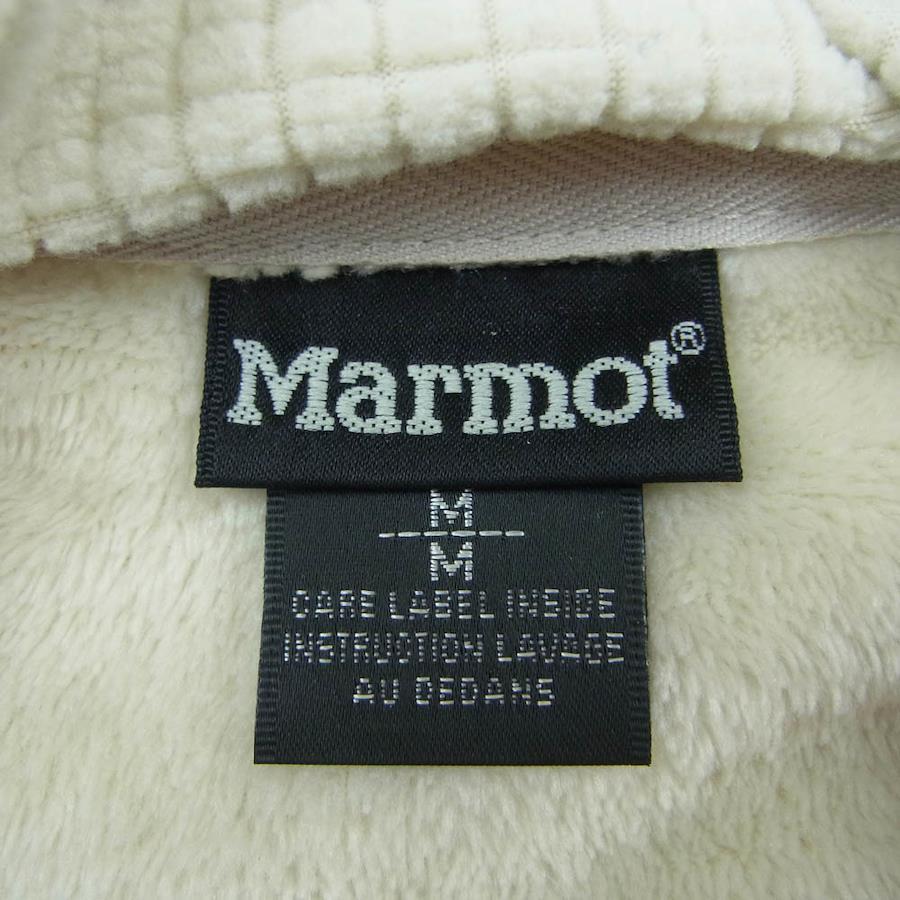 Marmot®
M
M
CARE LABEL INSIDE
INSTRUCTION LAVAGE
AU DEDANS